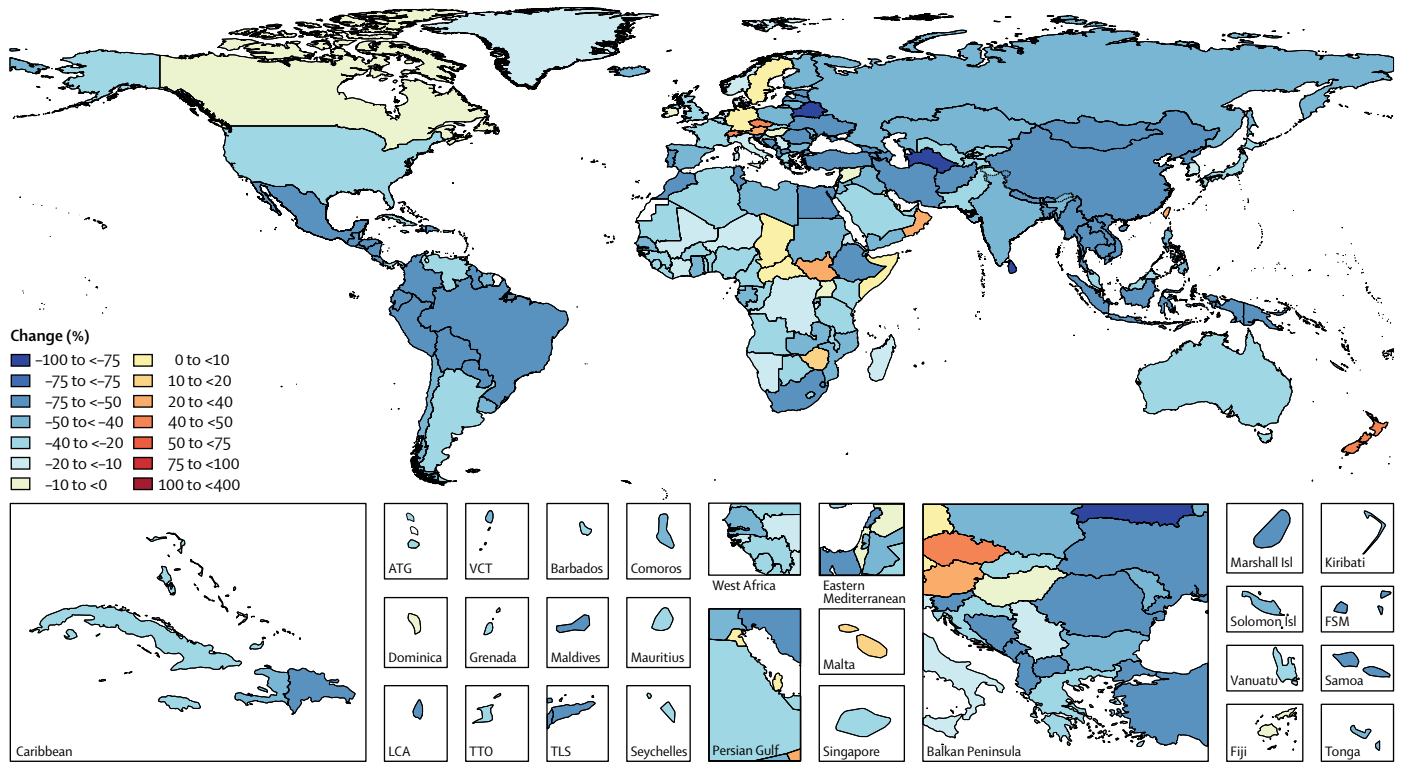 Change (%)
–100 to <–75
–75 to <–75
–75 to <–50
–50 to< –40
–40 to <–20
–20 to <–10
–10 to <0
0 to <10
10 to <20
20 to <40
40 to <50
50 to <75
75 to <100
100 to <400
Caribbean
ATG
VCT
Barbados
Comoros
Dominica
Grenada
Maldives
Mauritius
LCA
TTO
TLS
Seychelles
West Africa
Eastern
Mediterranean
Persian Gulf
Malta
Singapore
Balkan Peninsula
Marshall Isl
Kiribati
Solomon Isl
FSM
Vanuatu
Samoa
Fiji
Tonga